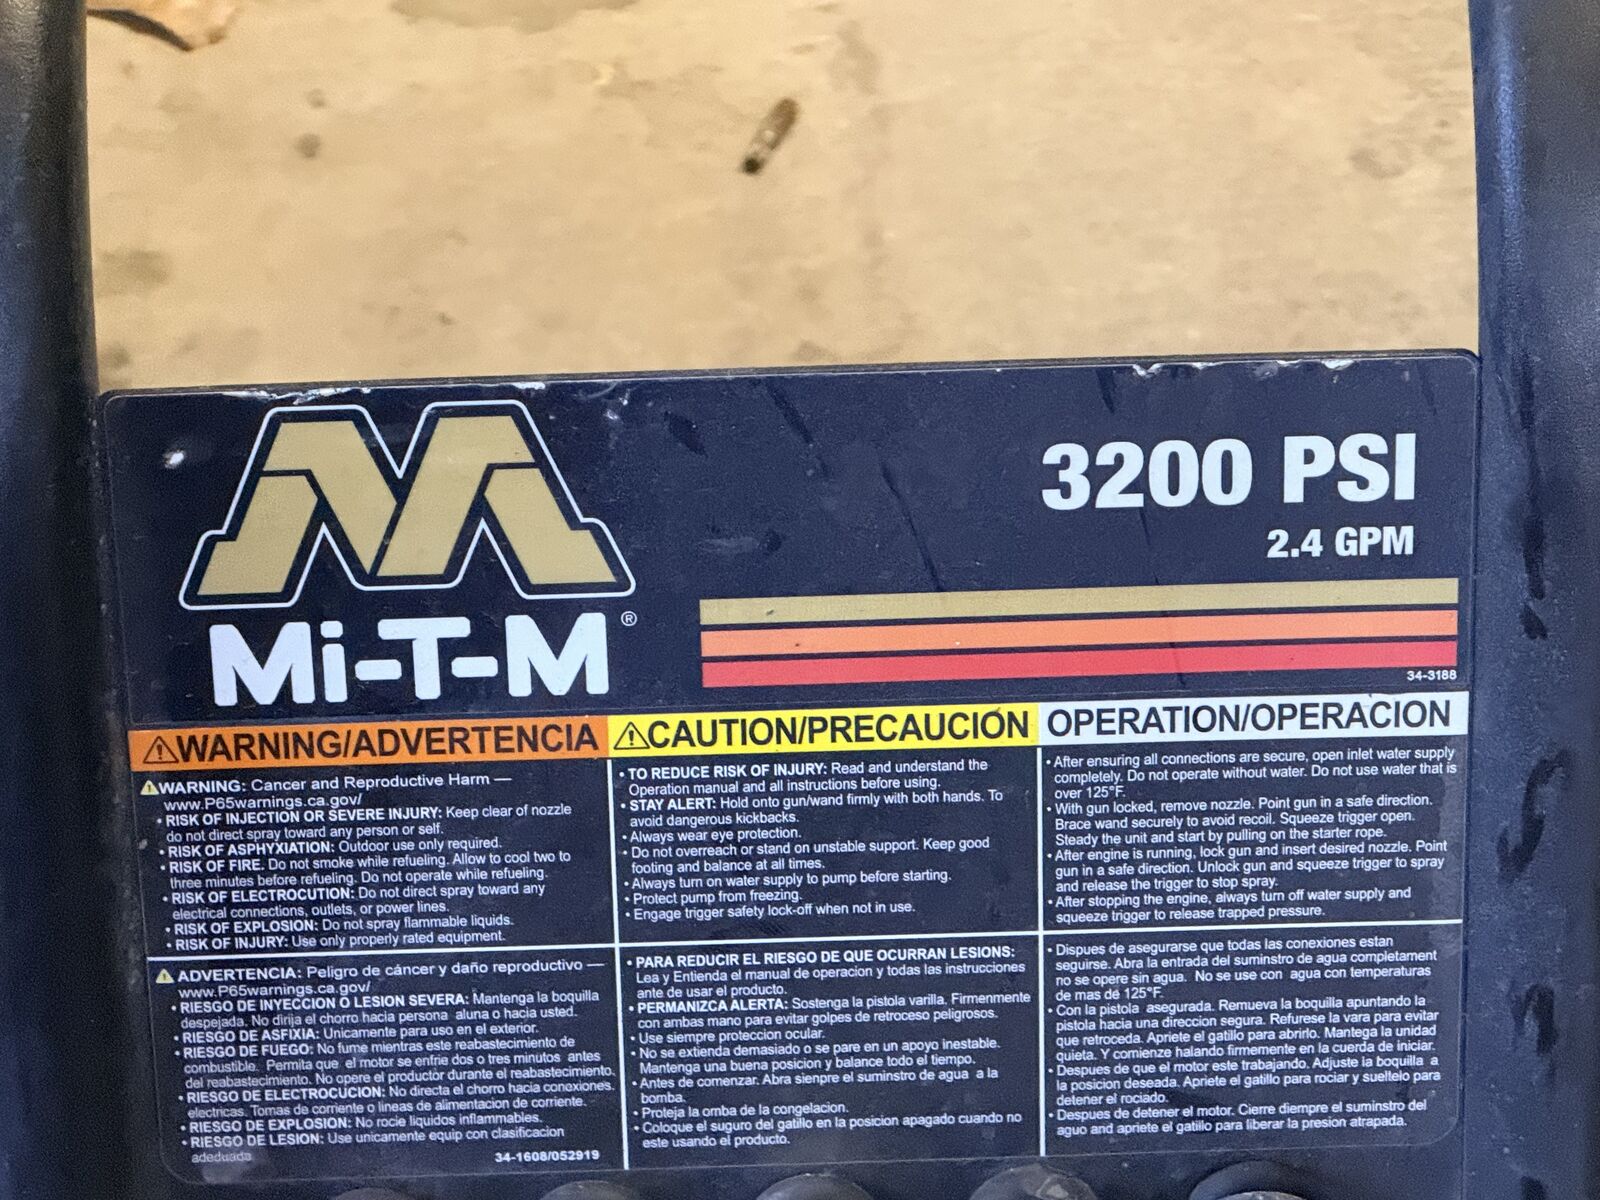 3200 PSI
2.4 GPM
Mi-T-M®
34-3188
WARNING/ADVERTENCIA
WARNING: Cancer and Reproductive Harm —
www.P65warnings.ca.gov/
• RISK OF INJECTION OR SEVERE INJURY: Keep clear of nozzle
do not direct spray toward any person or self.
• RISK OF ASPHYXIATION: Outdoor use only required.
• RISK OF FIRE. Do not smoke while refueling. Allow to cool two to
three minutes before refueling. Do not operate while refueling.
• RISK OF ELECTROCUTION: Do not direct spray toward any
electrical connections, outlets, or power lines.
• RISK OF EXPLOSION: Do not spray flammable liquids.
• RISK OF INJURY: Use only properly rated equipment.
CAUTION/PRECAUCIÓN
• TO REDUCE RISK OF INJURY: Read and understand the
Operation manual and all instructions before using.
• STAY ALERT: Hold onto gun/wand firmly with both hands. To
avoid dangerous kickbacks.
• Always wear eye protection.
• Do not overreach or stand on unstable support. Keep good
footing and balance at all times.
• Always turn on water supply to pump before starting.
• Protect pump from freezing.
• Engage trigger safety lock-off when not in use.
OPERATION/OPERACION
• After ensuring all connections are secure, open inlet water supply
completely. Do not operate without water. Do not use water that is
over 125°F.
• With gun locked, remove nozzle. Point gun in a safe direction.
Brace wand securely to avoid recoil. Squeeze trigger open.
Steady the unit and start by pulling on the starter rope.
• After engine is running, lock gun and insert desired nozzle. Point
gun in a safe direction. Unlock gun and squeeze trigger to spray
and release the trigger to stop spray.
• After stopping the engine, always turn off water supply and
squeeze trigger to release trapped pressure.
ADVERTENCIA: Peligro de cáncer y daño reproductivo —
www.P65warnings.ca.gov/
• RIESGO DE INYECCION O LESION SEVERA: Mantenga la boquilla
despejada. No dirija el chorro hacia persona aluna o hacia usted.
• RIESGO DE ASFIXIA: Unicamente para uso en el exterior.
• RIESGO DE FUEGO: No fume mientras este reabastecimiento de
combustible. Permita que el motor se enfrie dos o tres minutos antes
del reabastecimiento. No opere el productor durante el reabastecimiento.
• RIESGO DE ELECTROCUCION: No directa el chorro hacia conexiones.
electricas. Tomas de corriente o lineas de alimentacion de corriente.
• RIESGO DE EXPLOSION: No rocie liquidos inflammables.
• RIESGO DE LESION: Use unicamente equip con clasificacion
adeduada
34-1608/052919
• PARA REDUCIR EL RIESGO DE QUE OCURRAN LESIONES:
Lea y Entienda el manual de operacion y todas las instrucciones
ante de usar el producto.
• PERMANIZCA ALERTA: Sostenga la pistola varilla. Firmenmente
con ambas mano para evitar golpes de retroceso peligrosos.
• Use siempre proteccion ocular.
• No se extienda demasiado o se pare en un apoyo inestable.
Mantenga una buena posicion y balance todo el tiempo.
• Antes de comenzar. Abra sienpre el suminstro de agua a la
bomba.
• Proteja la omba de la congelacion.
• Coloque el suguro del gatillo en la posicion apagado cuando no
este usando el producto.
• Dispues de asegurarse que todas las conexiones estan
seguirse. Abra la entrada del suminstro de agua completament
no se opere sin agua. No se use con agua con temperaturas
de mas de 125°F.
• Con la pistola asegurada. Remueva la boquilla apuntando la
pistola hacia una direccion segura. Refurese la vara para evitar
que retroceda. Apriete el gatillo para abrirlo. Mantega la unidad
quieta. Y comienze halando firmemente en la cuerda de iniciar.
• Despues de que el motor este trabajando. Adjuste la boquilla a
la posicion deseada. Apriete el gatillo para rociar y sueltelo para
detener el rociado.
• Despues de detener el motor. Cierre diempre el suminstro del
aguo and apriete el gatillo para liberar la presion atrapada.